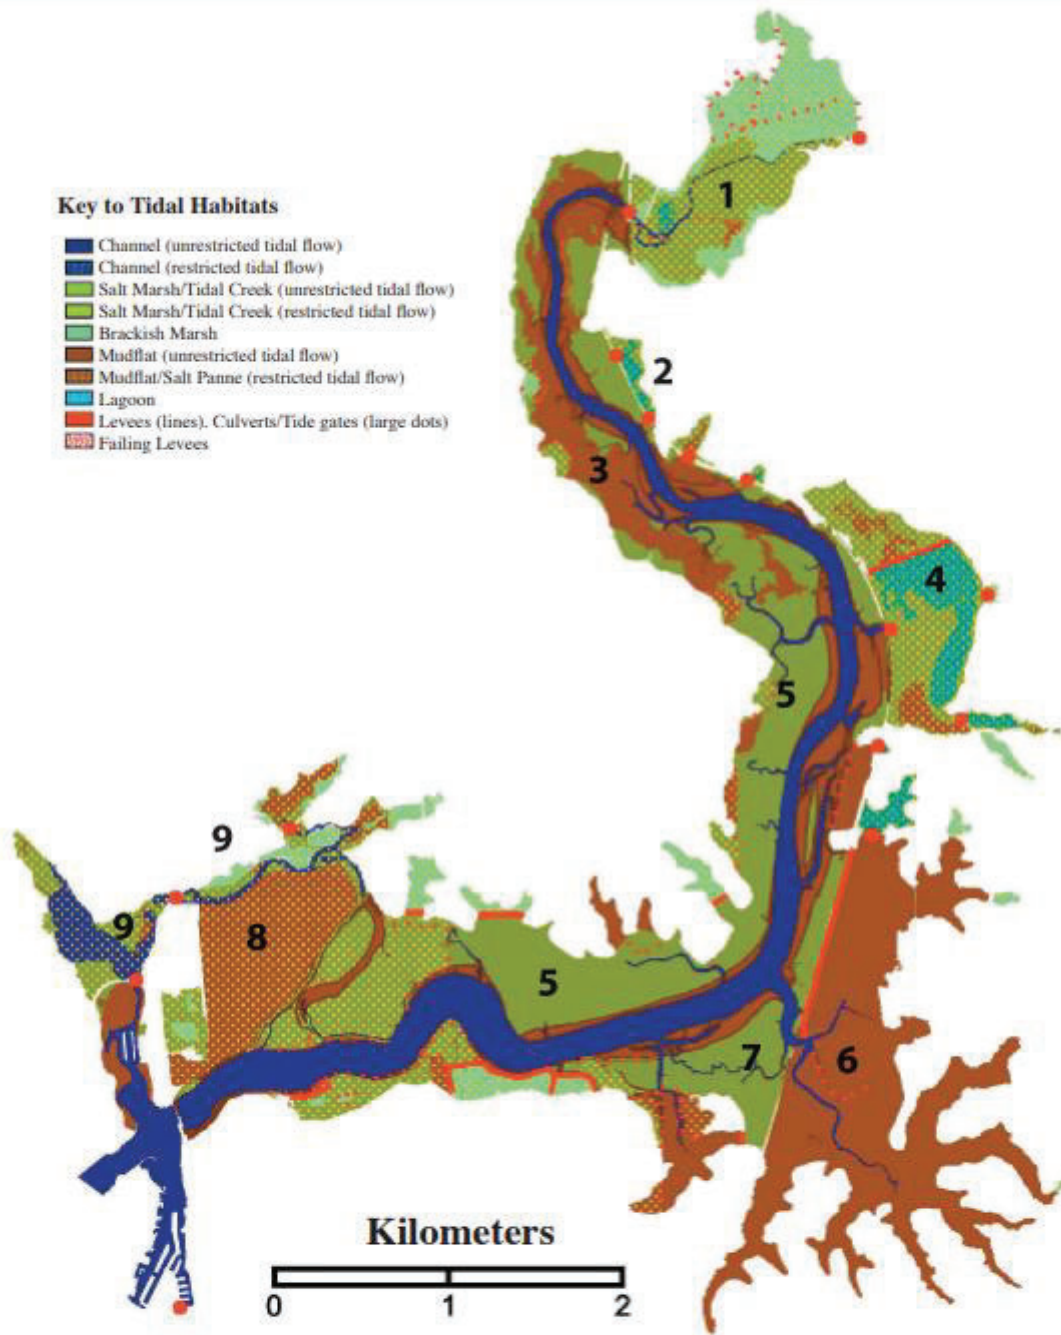 Key to Tidal Habitats
Channel (unrestricted tidal flow)
Channel (restricted tidal flow)
Salt Marsh/Tidal Creek (unrestricted tidal flow)
Salt Marsh/Tidal Creek (restricted tidal flow)
Brackish Marsh
Mudflat (unrestricted tidal flow)
Mudflat/Salt Panne (restricted tidal flow)
Lagoon
Levees (lines). Culverts/Tide gates (large dots)
Failing Levees
1
2
3
4
5
9
9
8
5
7
6
Kilometers
0 1 2